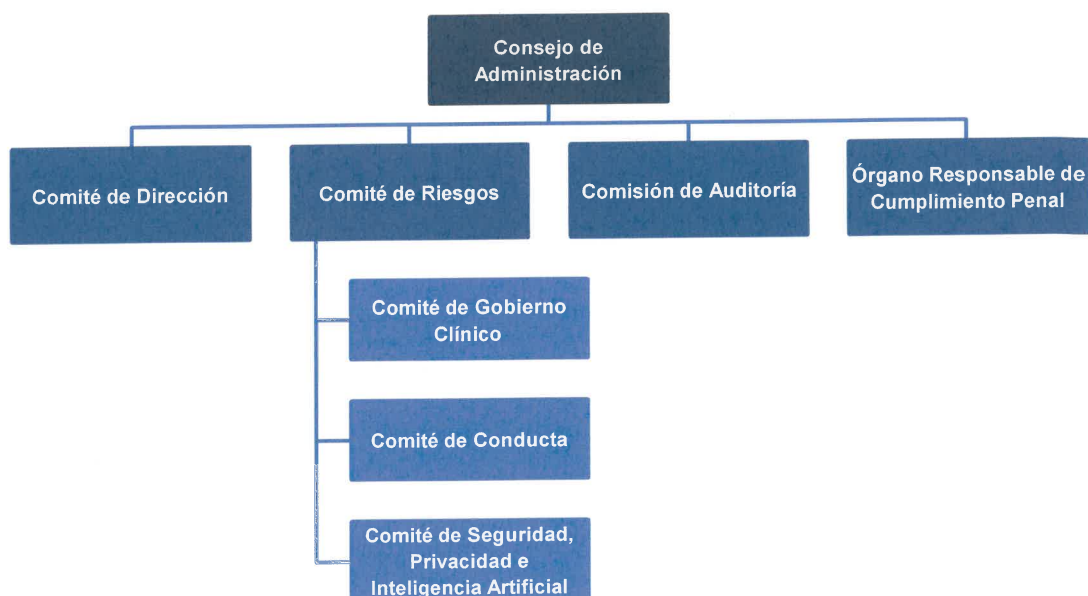 Consejo de
Administración
Comité de Dirección
Comité de Riesgos
Comisión de Auditoría
Órgano Responsable de
Cumplimiento Penal
Comité de Gobierno
Clínico
Comité de Conducta
Comité de Seguridad,
Privacidad e
Inteligencia Artificial